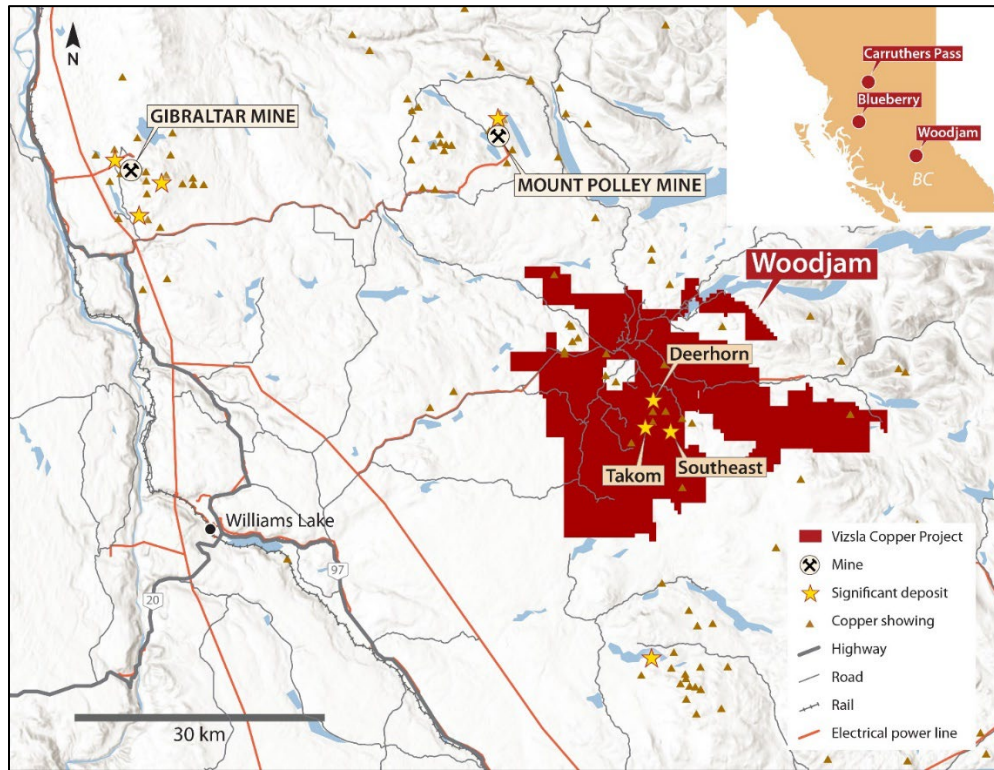 N
GIBRALTAR MINE
MOUNT POLLEY MINE
Carruthers Pass
Blueberry
Woodjam
BC
Woodjam
Deerhorn
Takom
Southeast
Williams Lake
97
20
30 km
Vizsla Copper Project
Mine
Significant deposit
Copper showing
Highway
Road
Rail
Electrical power line